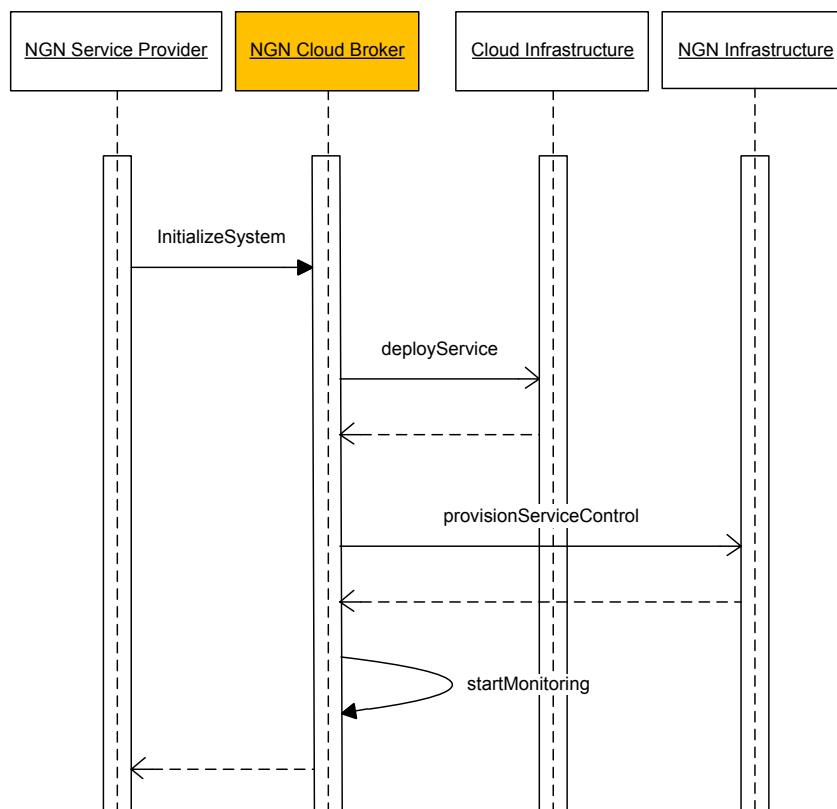 NGN Service Provider
NGN Cloud Broker
Cloud Infrastructure
NGN Infrastructure
InitializeSystem
deployService
provisionServiceControl
startMonitoring